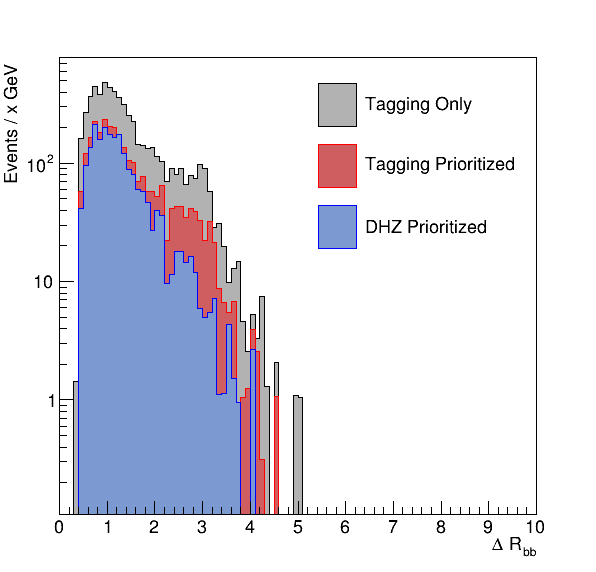 Events / x GeV
10²
10
1
Tagging Only
Tagging Prioritized
DHZ Prioritized
0 1 2 3 4 5 6 7 8 9 10
Δ R_bb